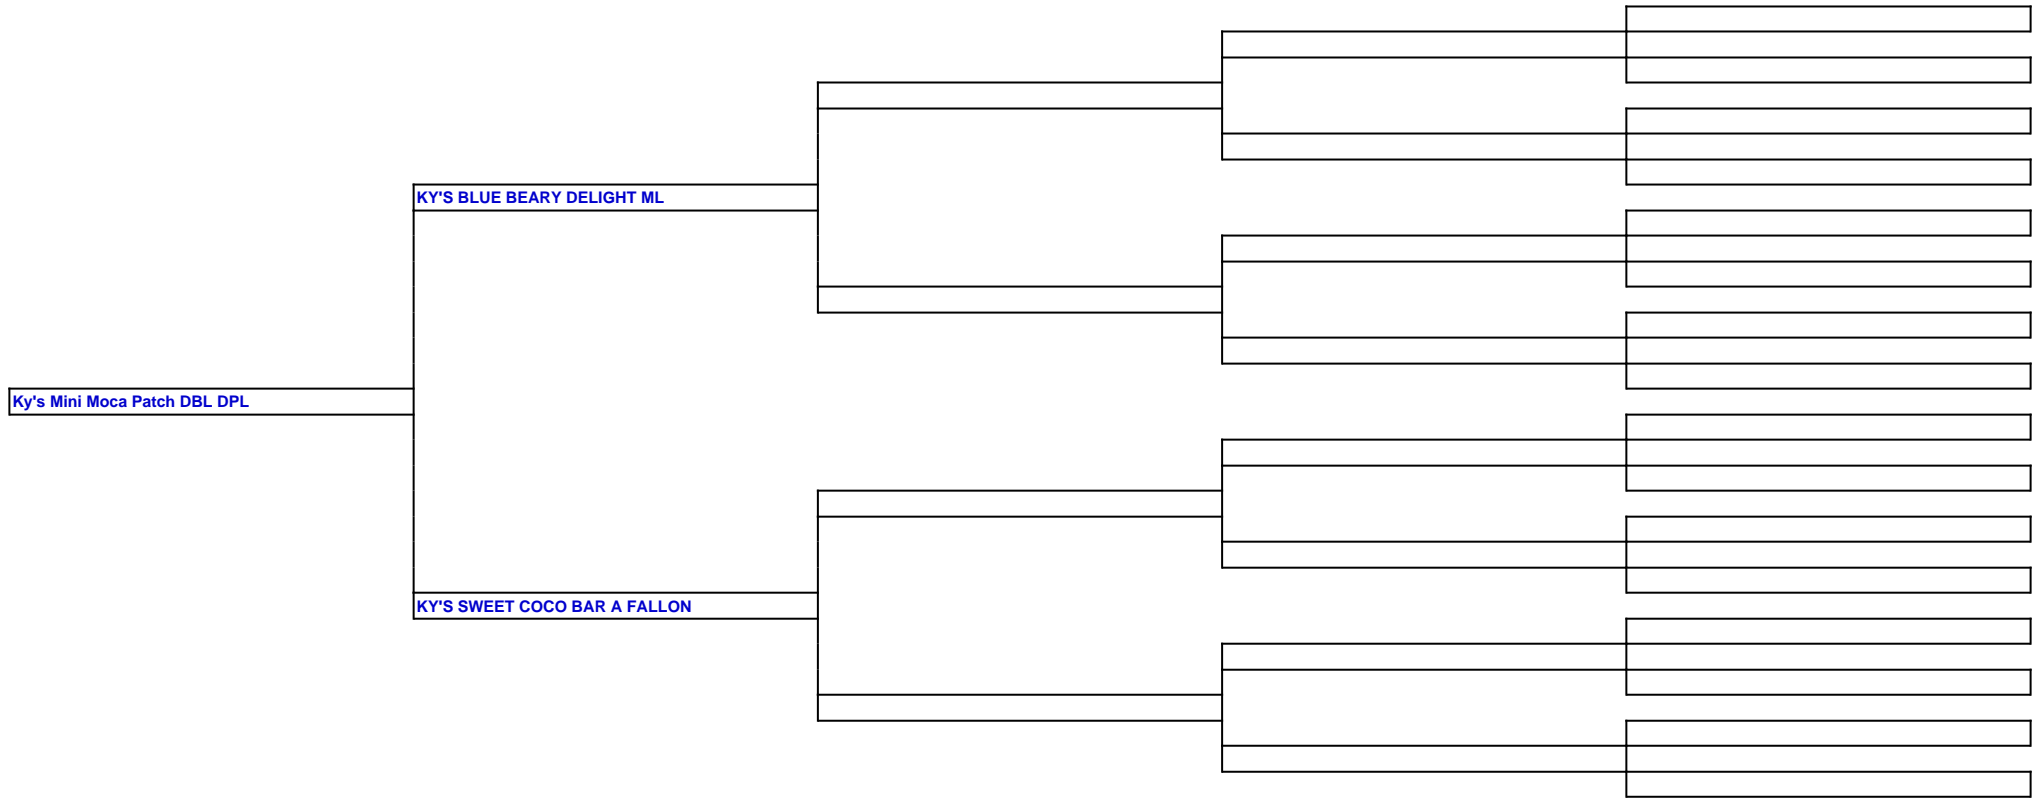 KY'S BLUE BEARY DELIGHT ML
Ky's Mini Moca Patch DBL DPL
KY'S SWEET COCO BAR A FALLON